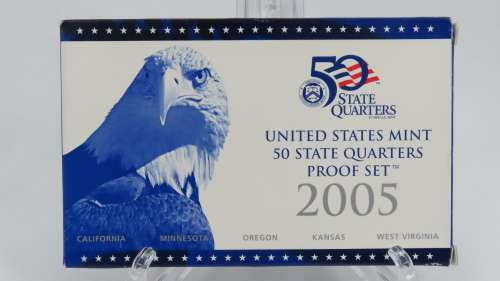 50
STATE
QUARTERS
UNITED STATES MINT
50 STATE QUARTERS
PROOF SET™
2005
CALIFORNIA MINNESOTA OREGON KANSAS WEST VIRGINIA